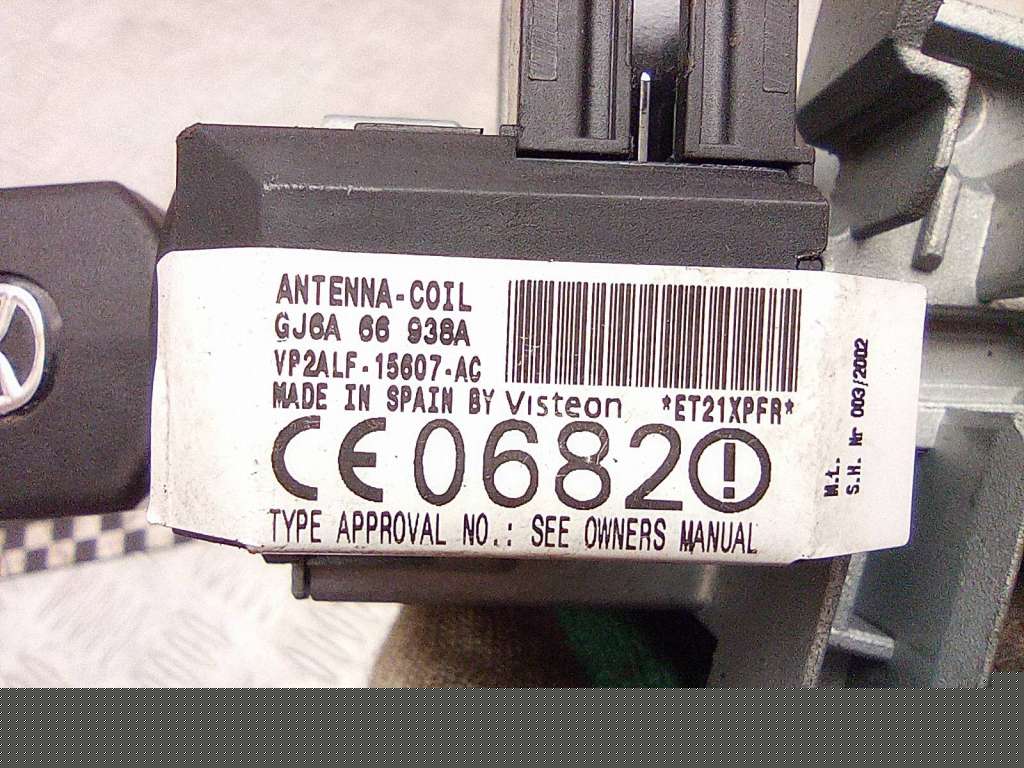 ANTENNA-COIL
GJ6A 66 938A
VP2ALF-15607-AC
MADE IN SPAIN BY Visteon *ET21XPFR*
CE0682
TYPE APPROVAL NO.: SEE OWNERS MANUAL
M.L.
S.H. Nr 003/2002